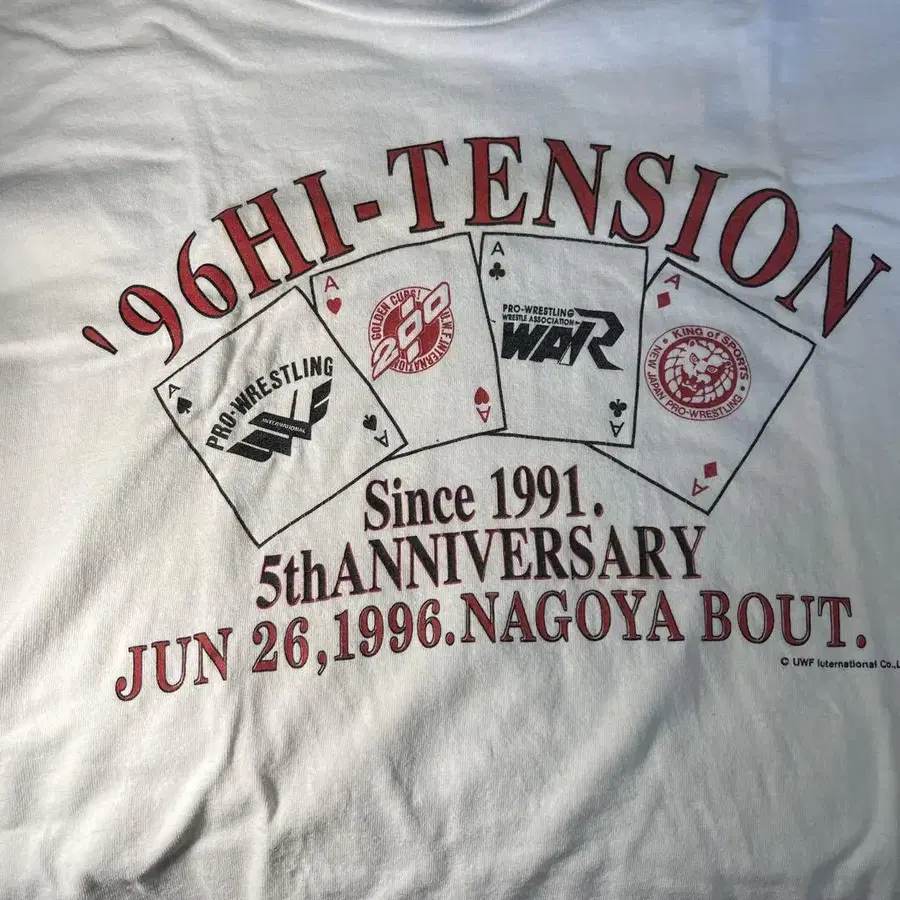 '96HI-TENSION
A
PRO-WRESTLING
INTERNATIONAL
A
A
GOLDEN CUPS!
200
U.W.F.INTERNATIONAL
A
A
PRO-WRESTLING
WRESTLE ASSOCIATION
WAR
A
A
KING of SPORTS
NEW JAPAN PRO-WRESTLING
A
Since 1991.
5thANNIVERSARY
JUN 26,1996.NAGOYA BOUT.
© UWF International Co.,L